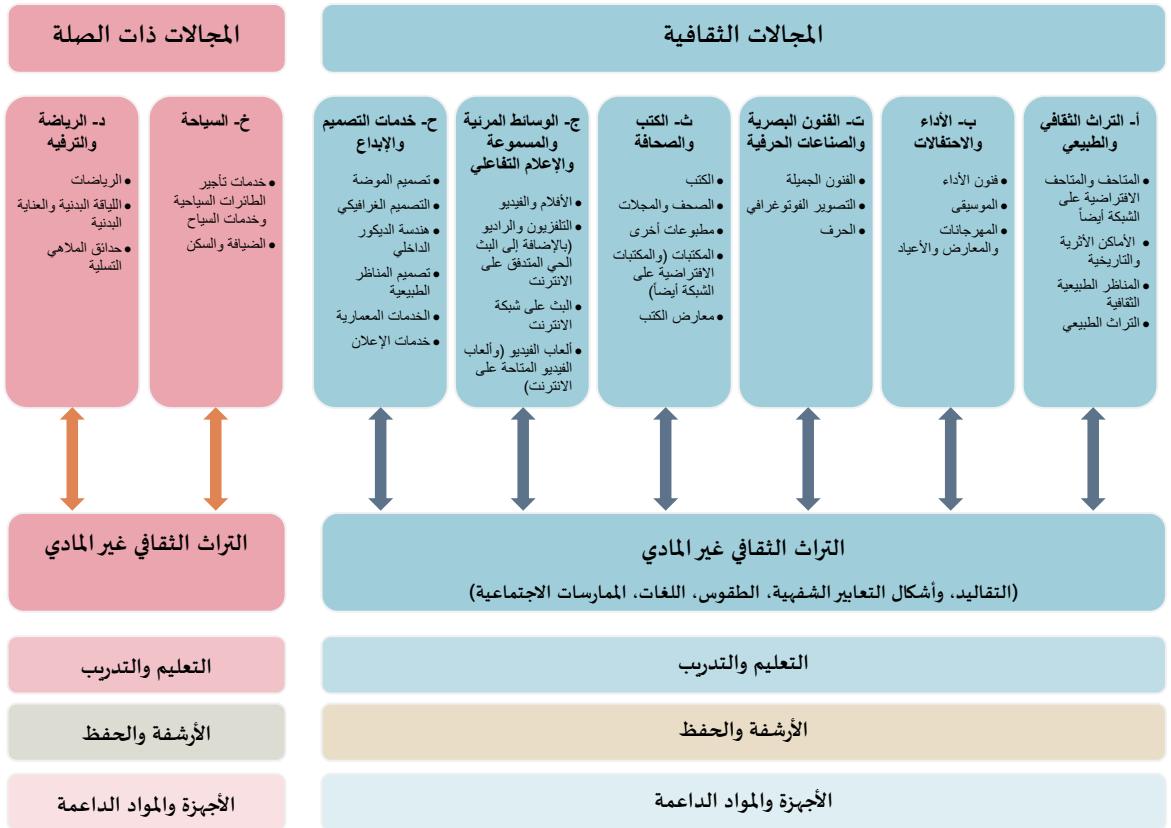 المجالات الثقافية
المجالات ذات الصلة
أ- التراث الثقافي
والطبيعي
• المتاحف والمتاحف
الافتراضية على
الشبكة أيضاً
• الأماكن الأثرية
والتاريخية
• المناظر الطبيعية
الثقافية
• التراث الطبيعي
ب- الأداء
والاحتفالات
• فنون الأداء
• الموسيقى
• المهرجانات
والمعارض والأعياد
ت- الفنون البصرية
والصناعات الحرفية
• الفنون الجميلة
• التصوير الفوتوغرافي
• الحرف
ث- الكتب
والصحافة
• الكتب
• الصحف والمجلات
• مطبوعات أخرى
• المكتبات (والمكتبات
الافتراضية على
الشبكة أيضاً)
• معارض الكتب
ج- الوسائط المرئية
والمسموعة
والإعلام التفاعلي
• الأفلام والفيديو
• التلفزيون والراديو
(بالإضافة إلى البث
الحي المتدفق على
الانترنت
• البث على شبكة
الانترنت
• ألعاب الفيديو (وألعاب
الفيديو المتاحة على
الانترنت)
ح- خدمات التصميم
والإبداع
• تصميم الموضة
• التصميم الغرافيكي
• هندسة الديكور
الداخلي
• تصميم المناظر
الطبيعية
• الخدمات المعمارية
• خدمات الإعلان
خ- السياحة
• خدمات تأجير
الطائرات السياحية
وخدمات السياح
• الضيافة والسكن
د- الرياضة
والترفيه
• الرياضات
• اللياقة البدنية والعناية
البدنية
• حدائق الملاهي
التسلية
التراث الثقافي غير المادي
(التقاليد، وأشكال التعابير الشفهية، الطقوس، اللغات، الممارسات الاجتماعية)
التراث الثقافي غير المادي
التعليم والتدريب
التعليم والتدريب
الأرشفة والحفظ
الأرشفة والحفظ
الأجهزة والمواد الداعمة
الأجهزة والمواد الداعمة